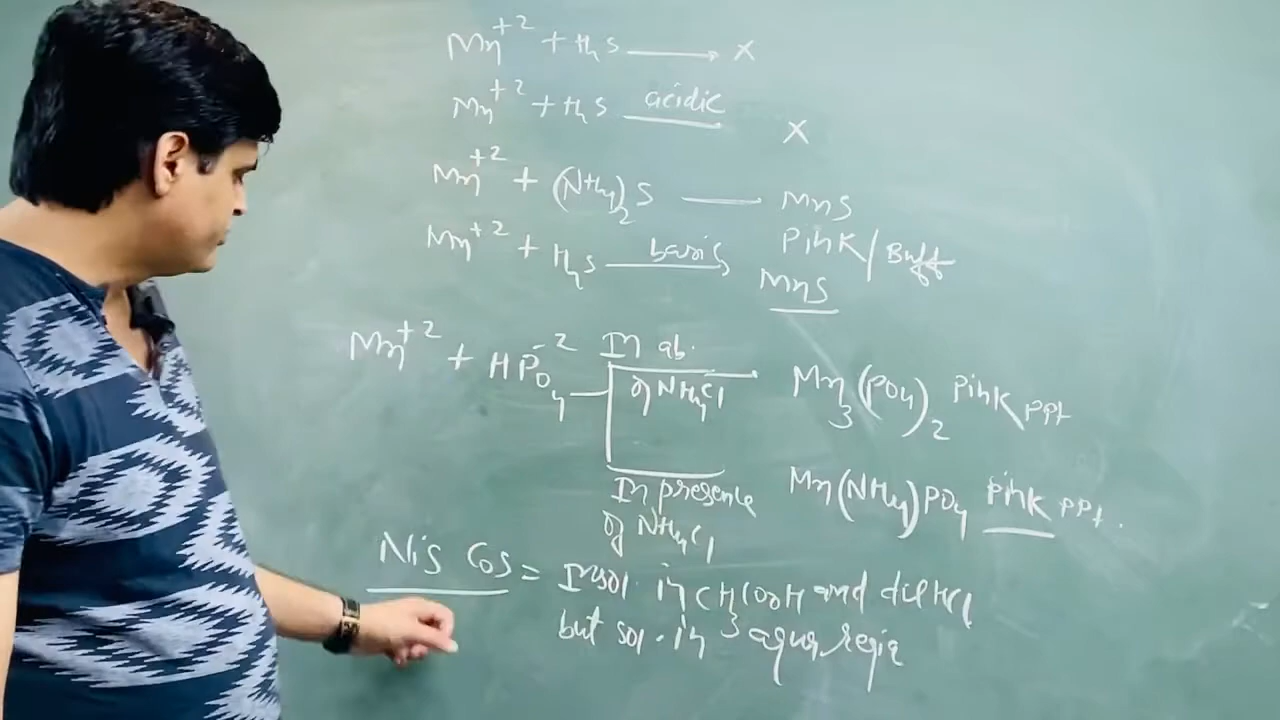 Mn+2 + H2S ⟶ X
Mn+2 + H2S acidic X
Mn+2 + (NH4)2S — MnS
Pink/Buff
Mn+2 + H2S basic MnS
Mn+2 + HPO4-2 In ab. of NH4Cl Mn3(PO4)2 Pink ppt
In presence of NH4Cl Mn(NH4)PO4 Pink ppt.
NiS CoS = Insol. in CH3COOH and dil HCl
but sol. in aqua regia